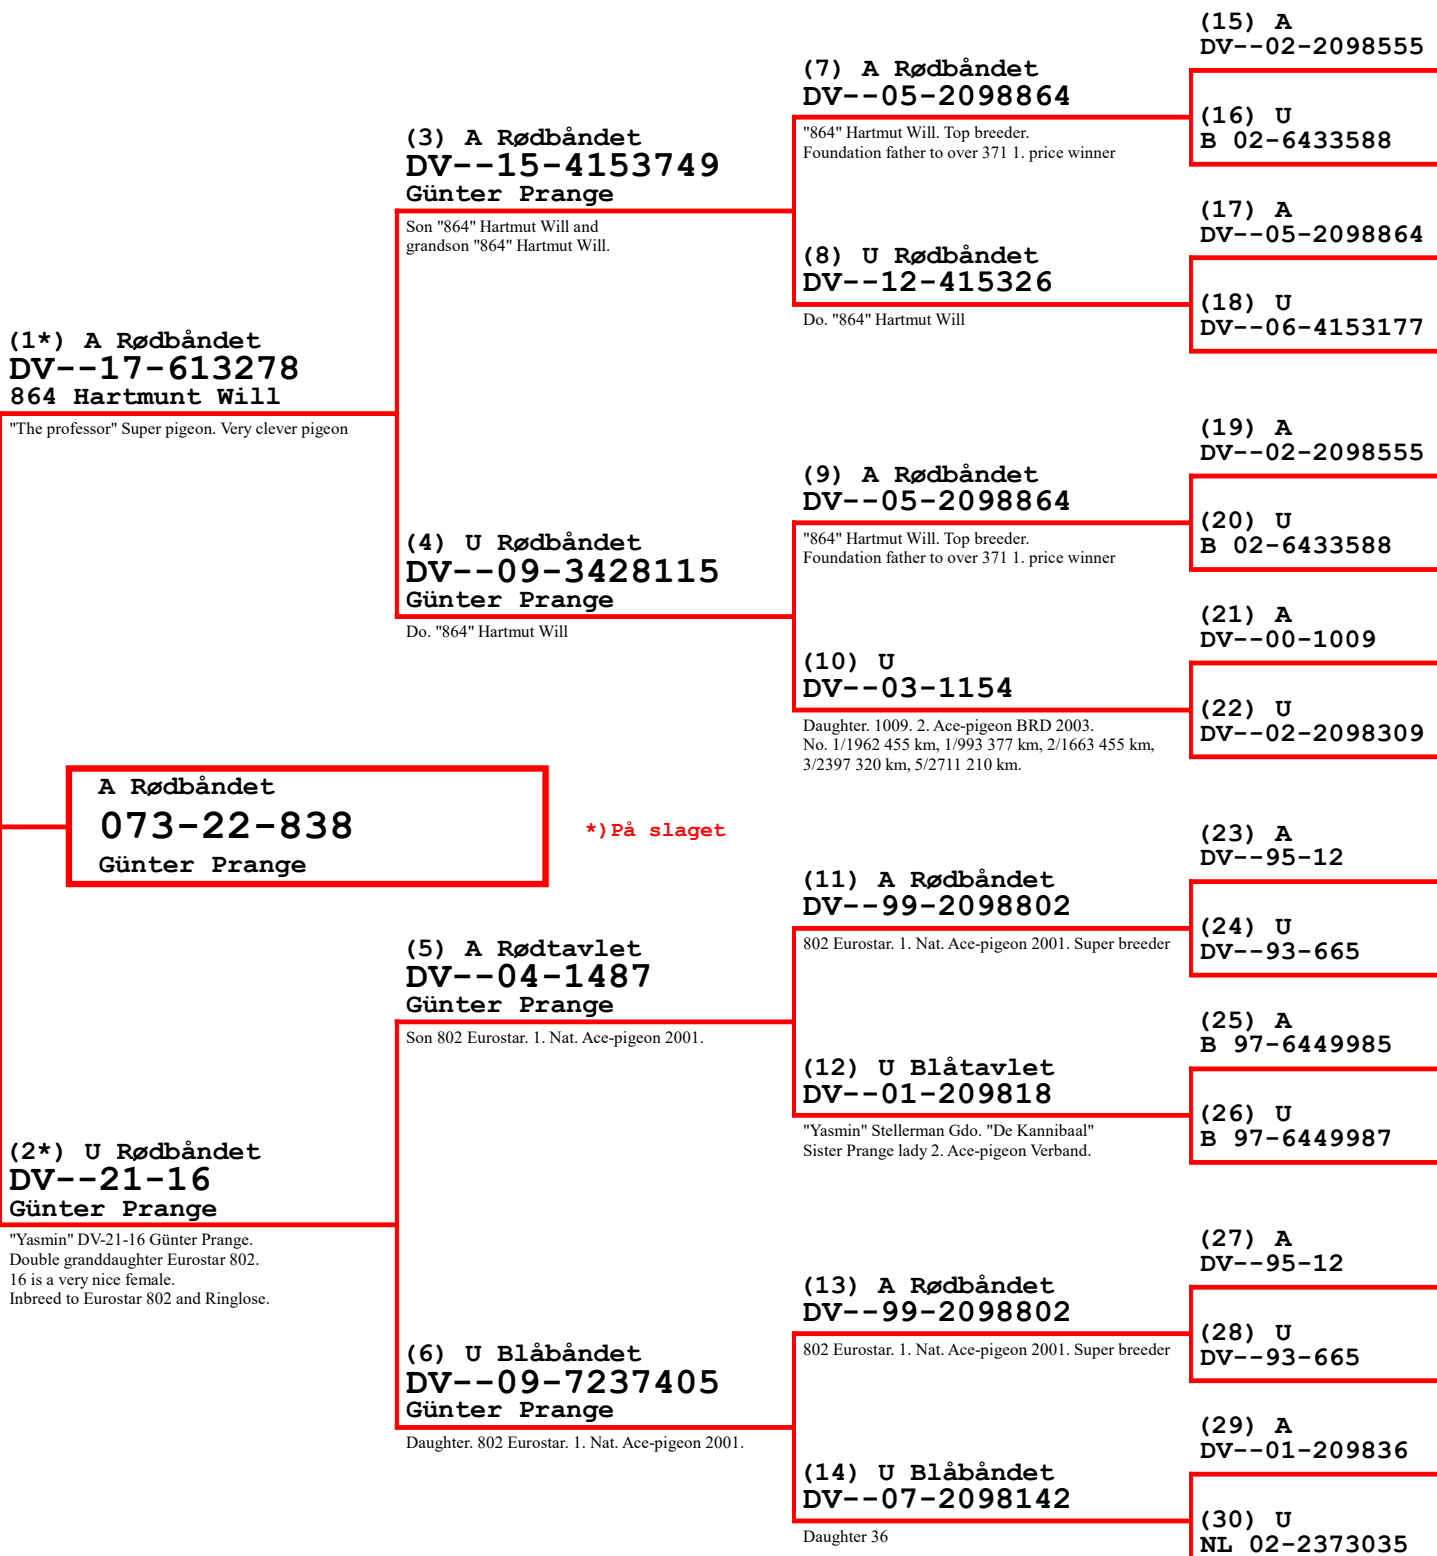 (1*) A Rødbåndet
DV--17-613278
864 Hartmunt Will
"The professor" Super pigeon. Very clever pigeon
A Rødbåndet
073-22-838
Günter Prange
*)På slaget
(2*) U Rødbåndet
DV--21-16
Günter Prange
"Yasmin" DV-21-16 Günter Prange.
Double granddaughter Eurostar 802.
16 is a very nice female.
Inbreed to Eurostar 802 and Ringlose.
(3) A Rødbåndet
DV--15-4153749
Günter Prange
Son "864" Hartmut Will and
grandson "864" Hartmut Will.
(4) U Rødbåndet
DV--09-3428115
Günter Prange
Do. "864" Hartmut Will
(5) A Rødtavlet
DV--04-1487
Günter Prange
Son 802 Eurostar. 1. Nat. Ace-pigeon 2001.
(6) U Blåbåndet
DV--09-7237405
Günter Prange
Daughter. 802 Eurostar. 1. Nat. Ace-pigeon 2001.
(7) A Rødbåndet
DV--05-2098864
"864" Hartmut Will. Top breeder.
Foundation father to over 371 1. price winner
(8) U Rødbåndet
DV--12-415326
Do. "864" Hartmut Will
(9) A Rødbåndet
DV--05-2098864
"864" Hartmut Will. Top breeder.
Foundation father to over 371 1. price winner
(10) U
DV--03-1154
Daughter. 1009. 2. Ace-pigeon BRD 2003.
No. 1/1962 455 km, 1/993 377 km, 2/1663 455 km,
3/2397 320 km, 5/2711 210 km.
(11) A Rødbåndet
DV--99-2098802
802 Eurostar. 1. Nat. Ace-pigeon 2001. Super breeder
(12) U Blåtavlet
DV--01-209818
"Yasmin" Stellerman Gdo. "De Kannibaal"
Sister Prange lady 2. Ace-pigeon Verband.
(13) A Rødbåndet
DV--99-2098802
802 Eurostar. 1. Nat. Ace-pigeon 2001. Super breeder
(14) U Blåbåndet
DV--07-2098142
Daughter 36
(15) A
DV--02-2098555
(16) U
B 02-6433588
(17) A
DV--05-2098864
(18) U
DV--06-4153177
(19) A
DV--02-2098555
(20) U
B 02-6433588
(21) A
DV--00-1009
(22) U
DV--02-2098309
(23) A
DV--95-12
(24) U
DV--93-665
(25) A
B 97-6449985
(26) U
B 97-6449987
(27) A
DV--95-12
(28) U
DV--93-665
(29) A
DV--01-209836
(30) U
NL 02-2373035